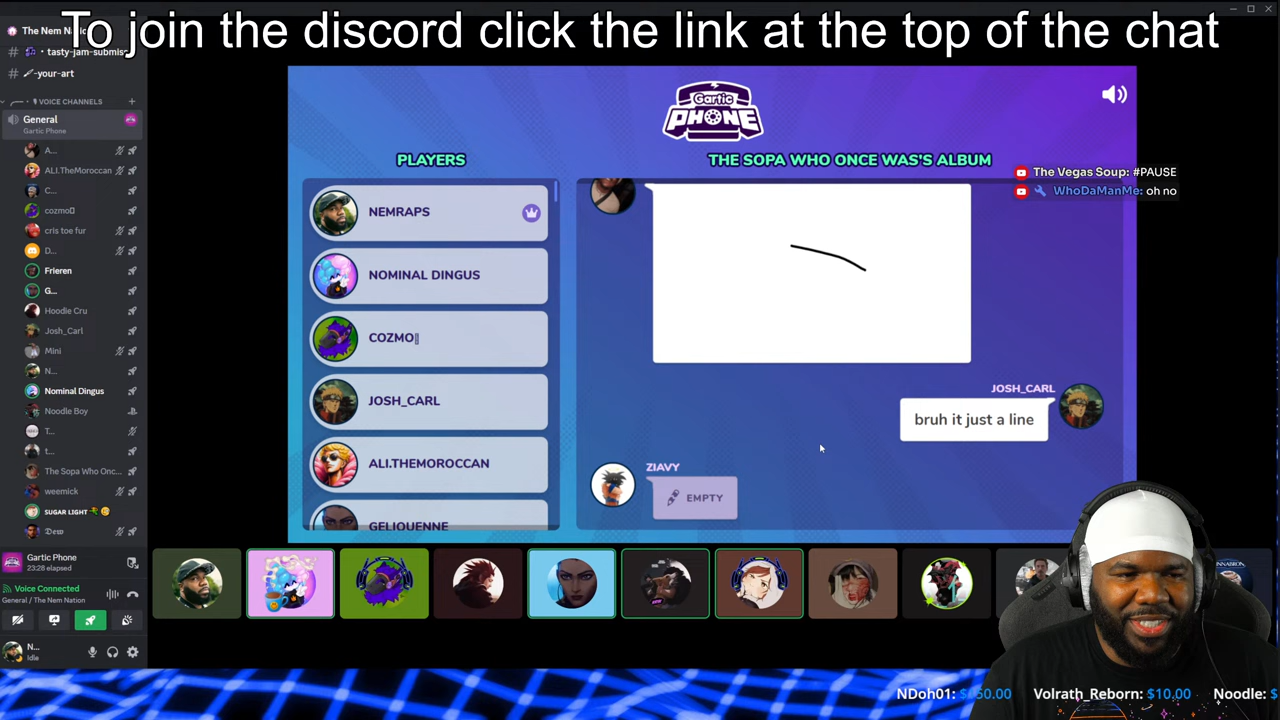 To join the discord click the link at the top of the chat
The Nem Na
tasty-jam-submis
-your-art
VOICE CHANNELS
General
Gartic Phone
A...
ALI.TheMoroccan
C...
cozmo
cris toe fur
D...
Frieren
G...
Hoodie Cru
Josh_Carl
Mini
N...
Nominal Dingus
Noodle Boy
T...
t...
The Sopa Who Onc...
weemick
SUGAR LIGHT
Dew
Gartic Phone
23:28 elapsed
Voice Connected
General / The Nem Nation
N...
Idle
Gartic
PHONE
PLAYERS
NEMRAPS
NOMINAL DINGUS
COZMO
JOSH_CARL
ALI.THEMOROCCAN
GELIQUENNE
THE SOPA WHO ONCE WAS'S ALBUM
The Vegas Soup: #PAUSE
WhoDaManMe: oh no
JOSH_CARL
bruh it just a line
ZIAVY
EMPTY
NDoh01: $150.00 Volrath_Reborn: $10.00 Noodle: $